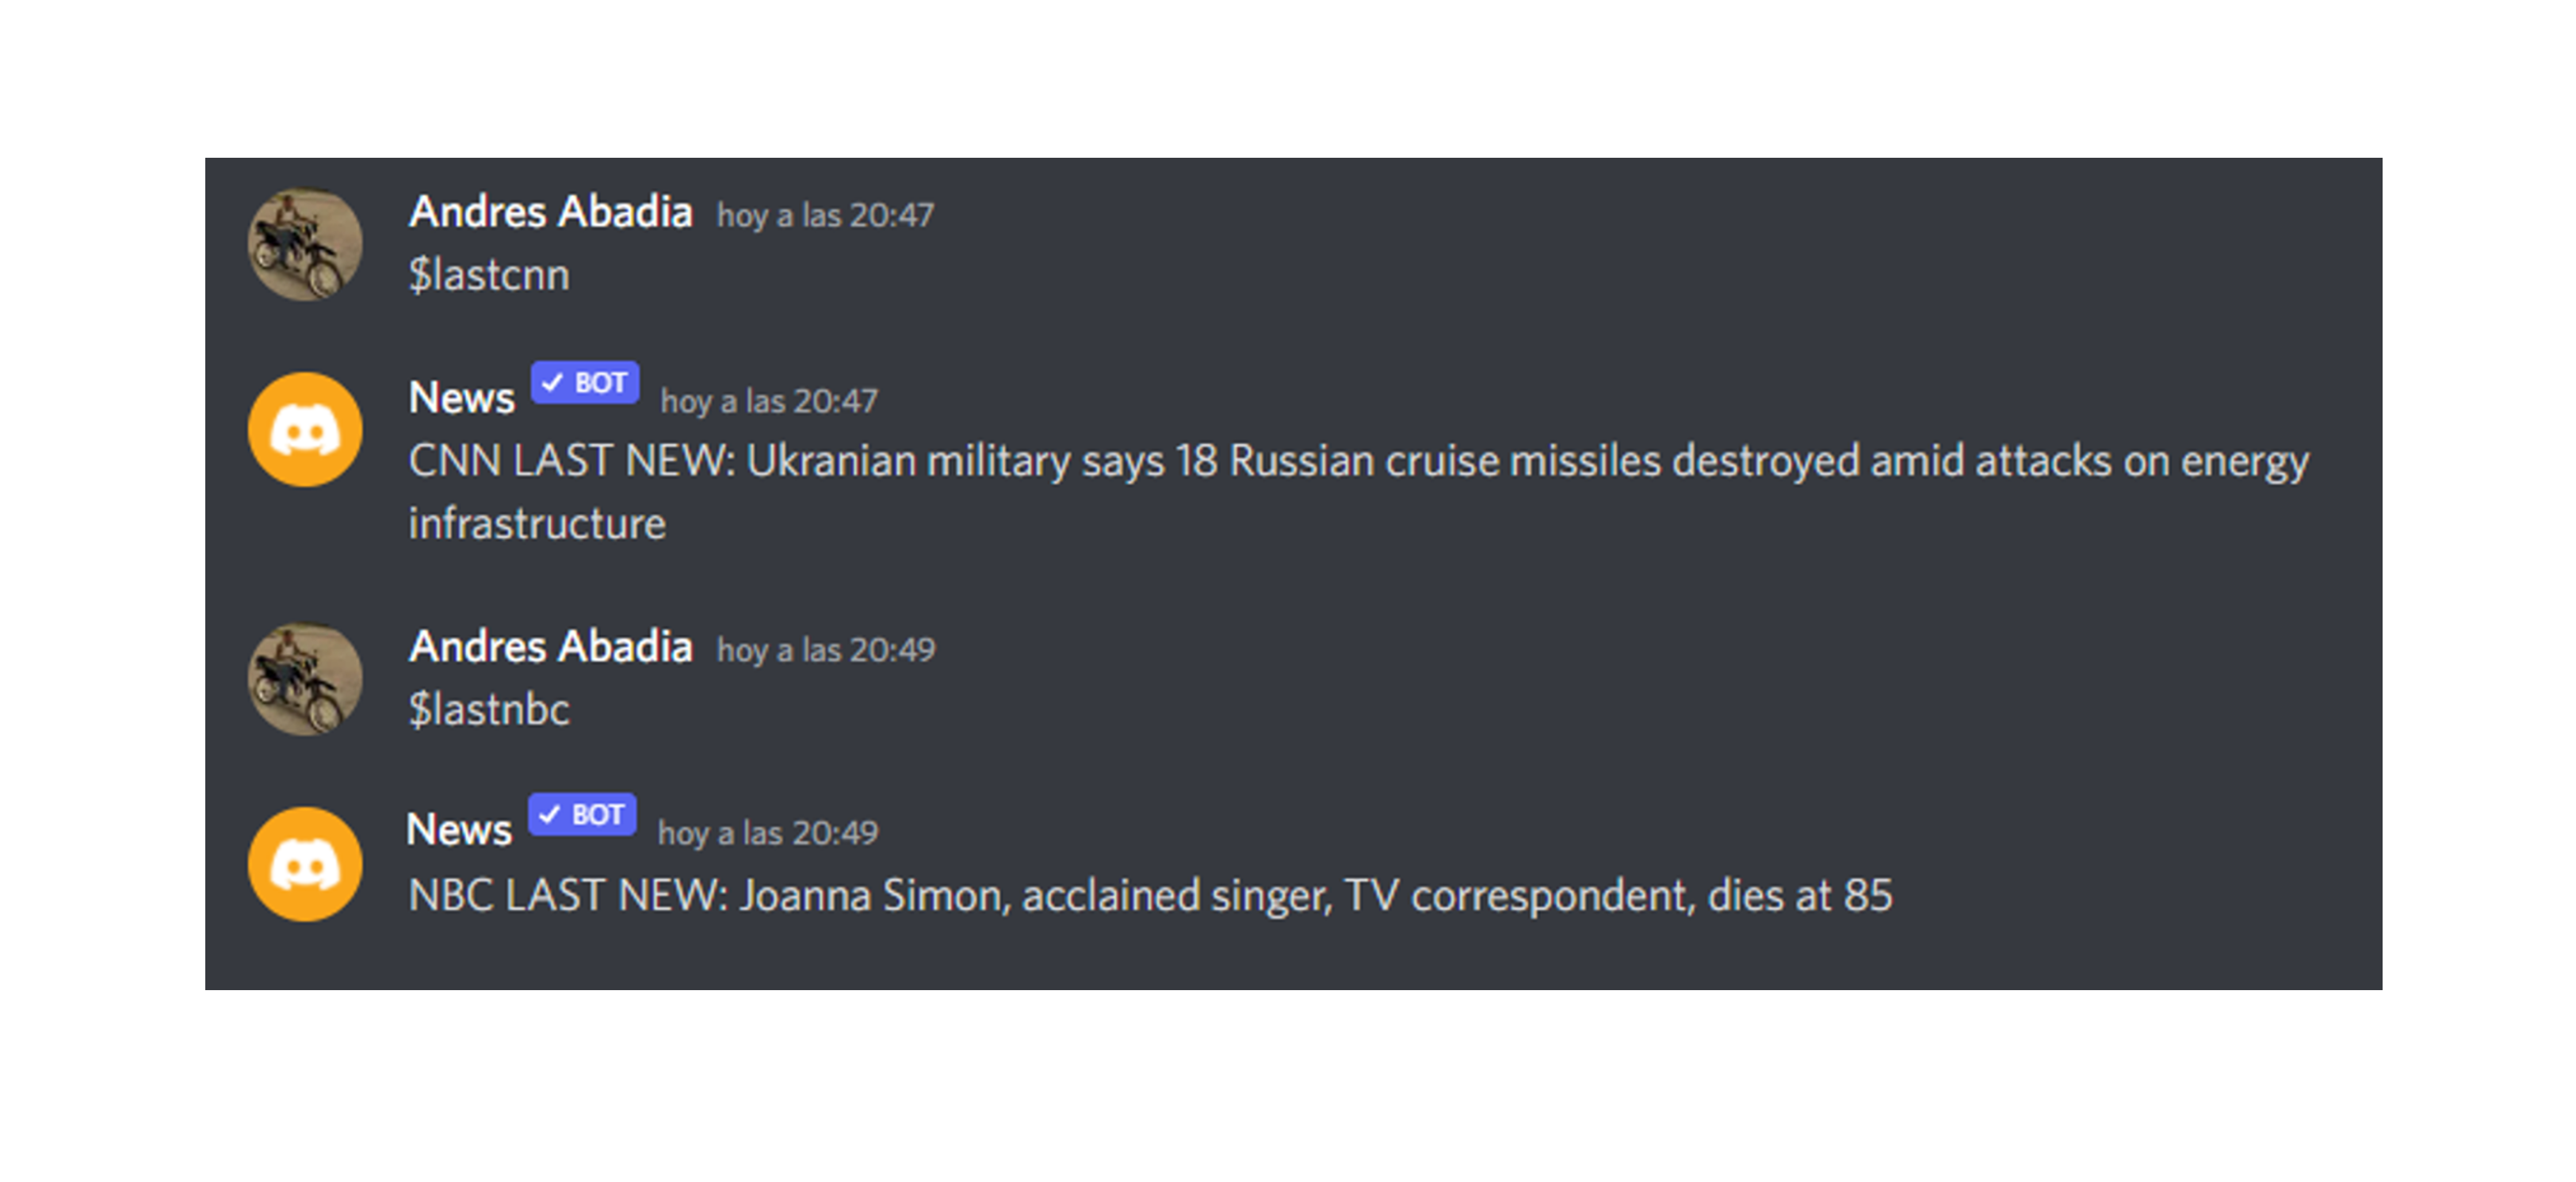 Andres Abadia hoy a las 20:47
$lastcnn
News ✓ BOT hoy a las 20:47
CNN LAST NEW: Ukranian military says 18 Russian cruise missiles destroyed amid attacks on energy
infrastructure
Andres Abadia hoy a las 20:49
$lastnbc
News ✓ BOT hoy a las 20:49
NBC LAST NEW: Joanna Simon, acclained singer, TV correspondent, dies at 85